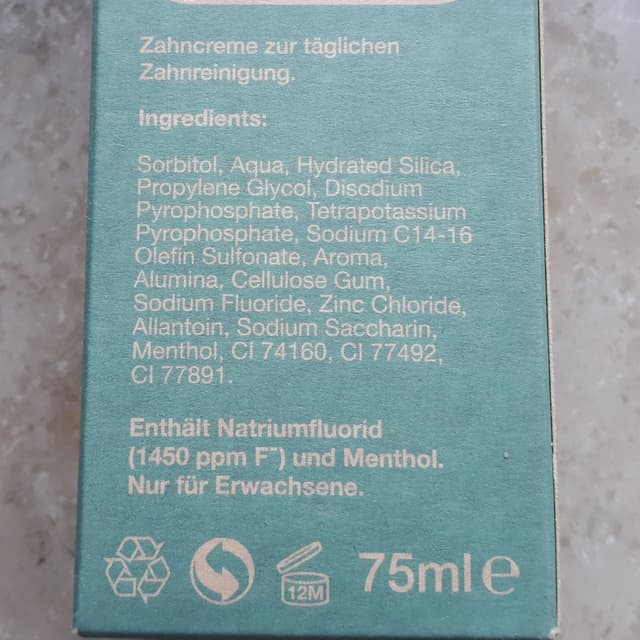 Zahncreme zur täglichen
Zahnreinigung.
Ingredients:
Sorbitol, Aqua, Hydrated Silica,
Propylene Glycol, Disodium
Pyrophosphate, Tetrapotassium
Pyrophosphate, Sodium C14-16
Olefin Sulfonate, Aroma,
Alumina, Cellulose Gum,
Sodium Fluoride, Zinc Chloride,
Allantoin, Sodium Saccharin,
Menthol, CI 74160, CI 77492,
CI 77891.
Enthält Natriumfluorid
(1450 ppm F⁻) und Menthol.
Nur für Erwachsene.
12M 75ml ℮